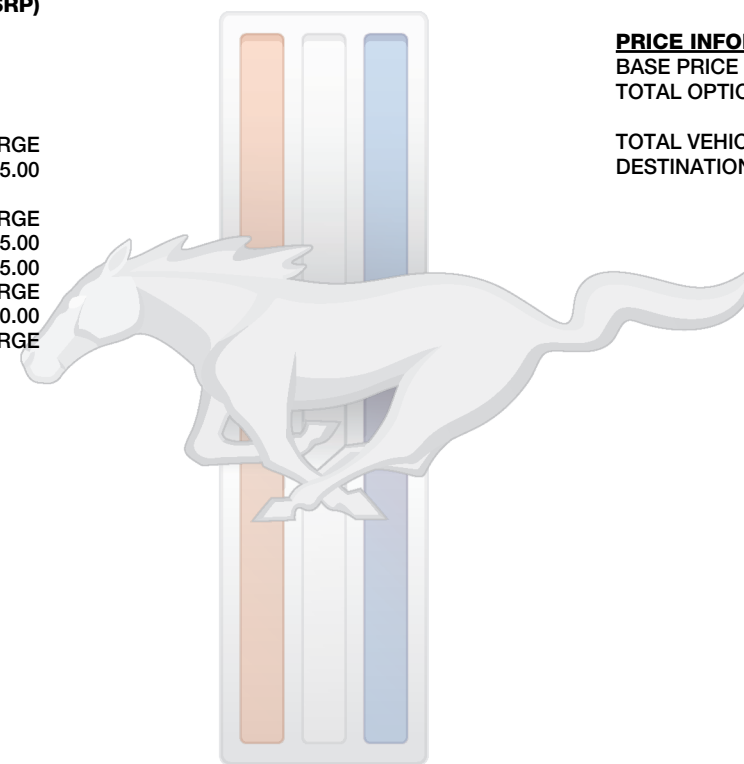 SRP)
RGE
5.00
RGE
5.00
5.00
RGE
0.00
RGE
PRICE INFO
BASE PRICE
TOTAL OPTIO
TOTAL VEHIC
DESTINATION